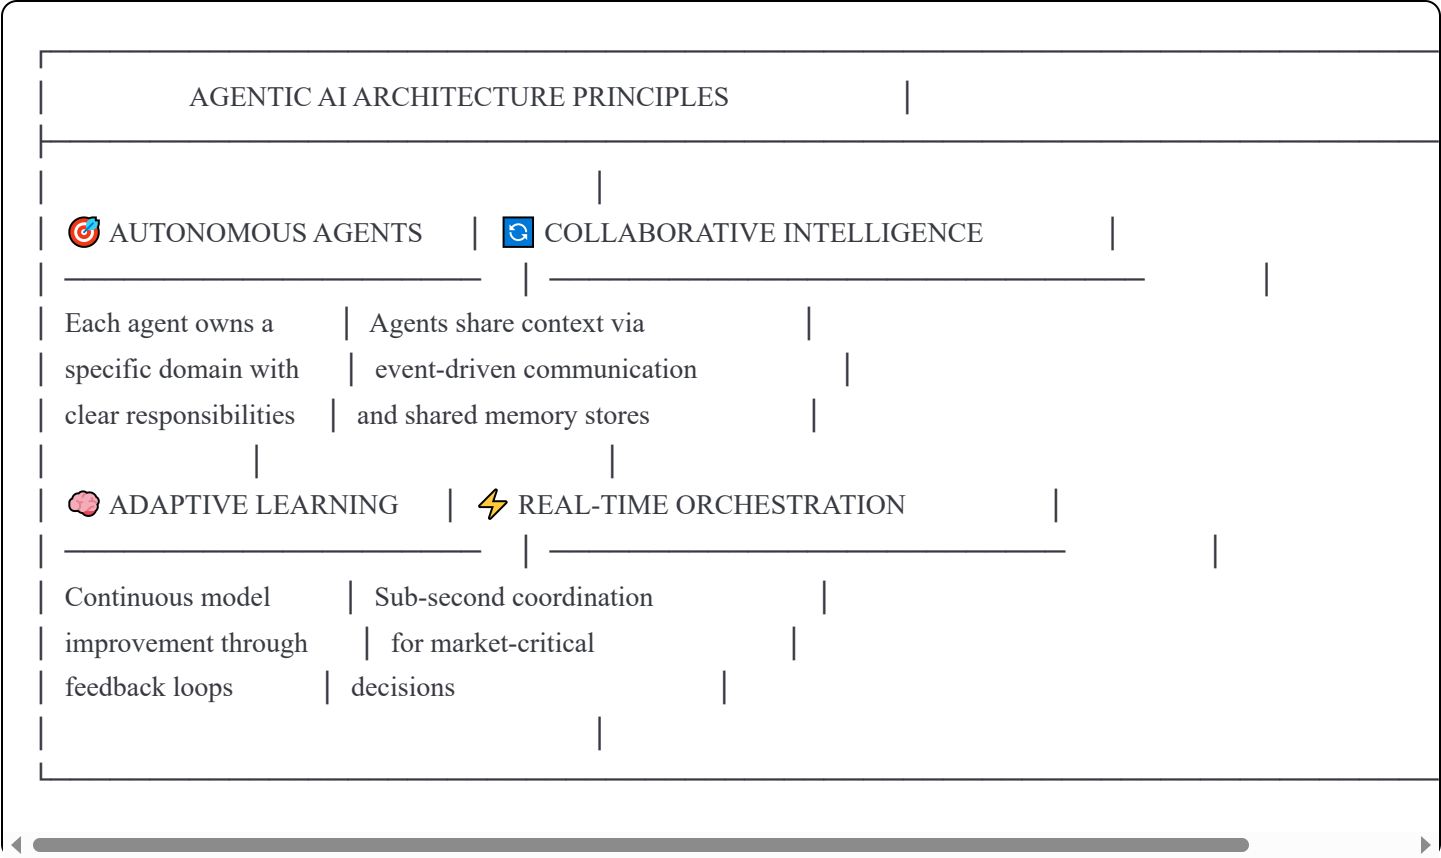 AGENTIC AI ARCHITECTURE PRINCIPLES
🎯 AUTONOMOUS AGENTS │ 🔄 COLLABORATIVE INTELLIGENCE
Each agent owns a │ Agents share context via
specific domain with │ event-driven communication
clear responsibilities │ and shared memory stores
🧠 ADAPTIVE LEARNING │ ⚡ REAL-TIME ORCHESTRATION
Continuous model │ Sub-second coordination
improvement through │ for market-critical
feedback loops │ decisions